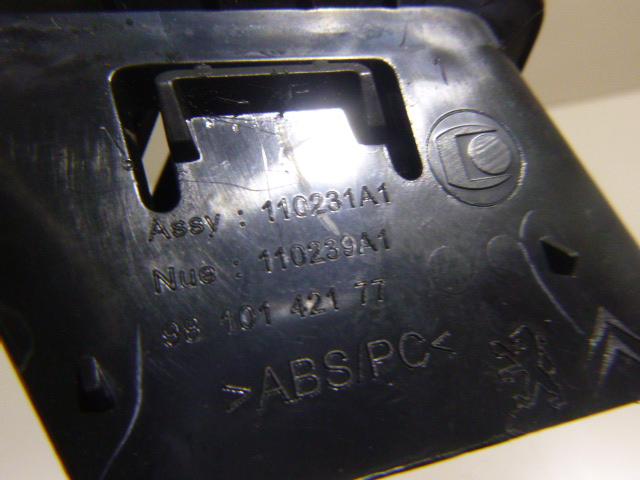 Assy : 110231A1
Nue : 110239A1
98 101 421 77
>ABS/PC<